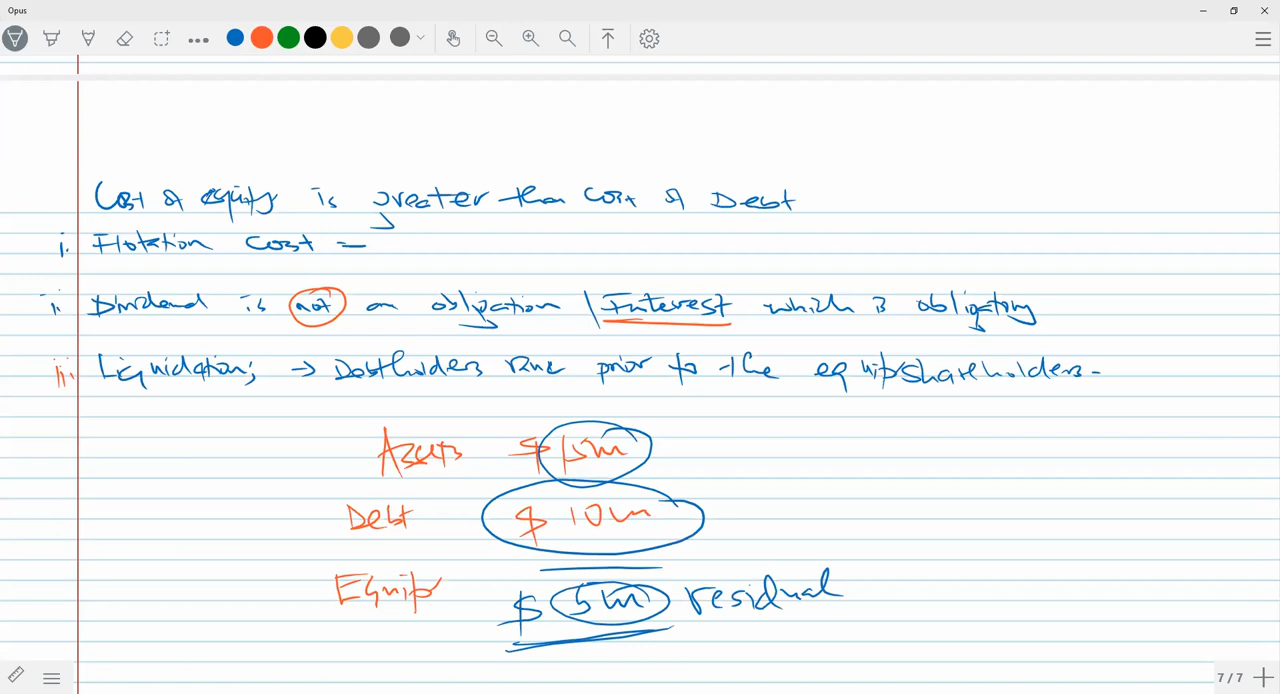 Opus
Cost of equity is greater than cost of Debt
i. Flotation cost =
ii Dividend is not an obligation / Interest which is obligatory
iii. Liquidation; → Debtholders rank prior to the equity shareholders -
Assets $ 15m
Debt $ 10m
Equity $ 5m residual
7 / 7